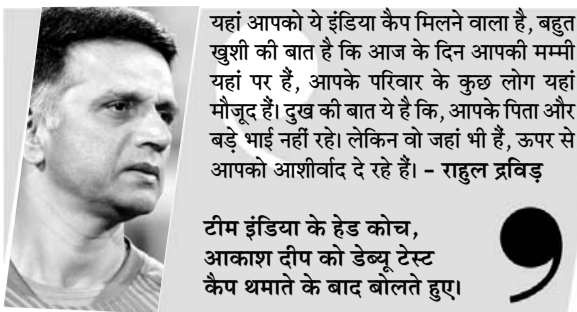 यहां आपको ये इंडिया कैप मिलने वाला है, बहुत
खुशी की बात है कि आज के दिन आपकी मम्मी
यहां पर हैं, आपके परिवार के कुछ लोग यहां
मौजूद हैं। दुख की बात ये है कि, आपके पिता और
बड़े भाई नहीं रहे। लेकिन वो जहां भी हैं, ऊपर से
आपको आशीर्वाद दे रहे हैं। – राहुल द्रविड़
टीम इंडिया के हेड कोच,
आकाश दीप को डेब्यू टेस्ट
कैप थमाते के बाद बोलते हुए।